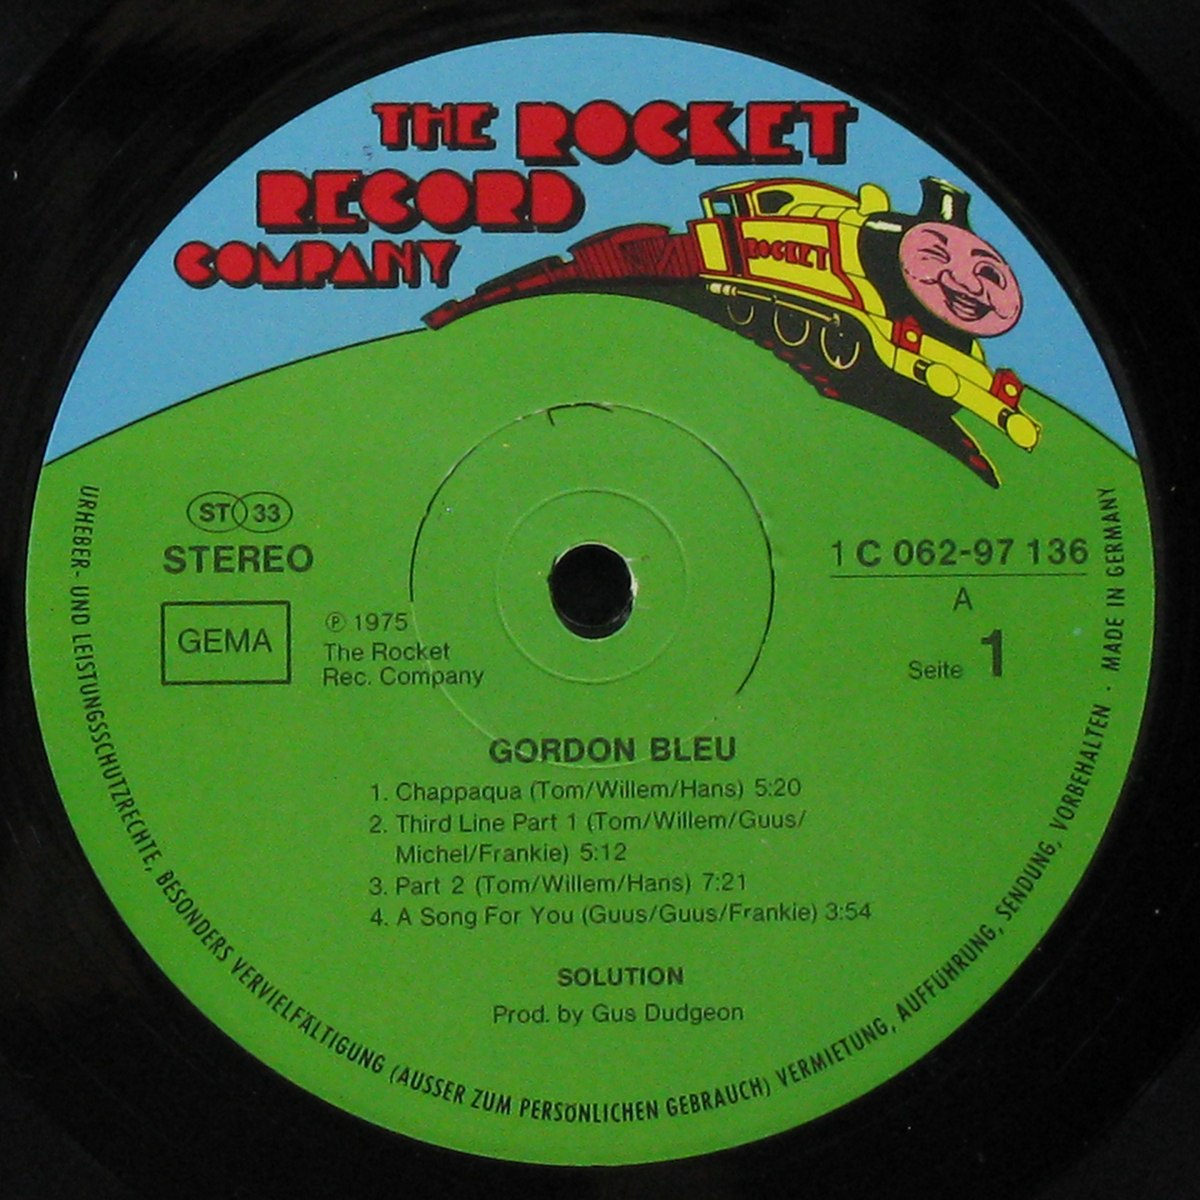 THE ROCKET
RECORD
COMPANY
ROCKET
ST 33
STEREO
GEMA
℗ 1975
The Rocket
Rec. Company
1 C 062-97 136
A
Seite 1
GORDON BLEU
1. Chappaqua (Tom/Willem/Hans) 5:20
2. Third Line Part 1 (Tom/Willem/Guus/
Michel/Frankie) 5:12
3. Part 2 (Tom/Willem/Hans) 7:21
4. A Song For You (Guus/Guus/Frankie) 3:54
SOLUTION
Prod. by Gus Dudgeon
URHEBER- UND LEISTUNGSSCHUTZRECHTE, BESONDERS VERVIELFÄLTIGUNG (AUSSER ZUM PERSÖNLICHEN GEBRAUCH) VERMIETUNG, AUFFÜHRUNG, SENDUNG, VORBEHALTEN · MADE IN GERMANY